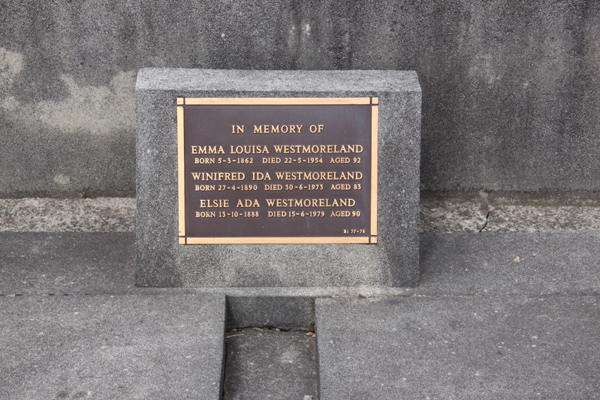 IN MEMORY OF
EMMA LOUISA WESTMORELAND
BORN 5-3-1862 DIED 22-5-1954 AGED 92
WINIFRED IDA WESTMORELAND
BORN 27-4-1890 DIED 30-6-1973 AGED 83
ELSIE ADA WESTMORELAND
BORN 13-10-1888 DIED 15-6-1979 AGED 90